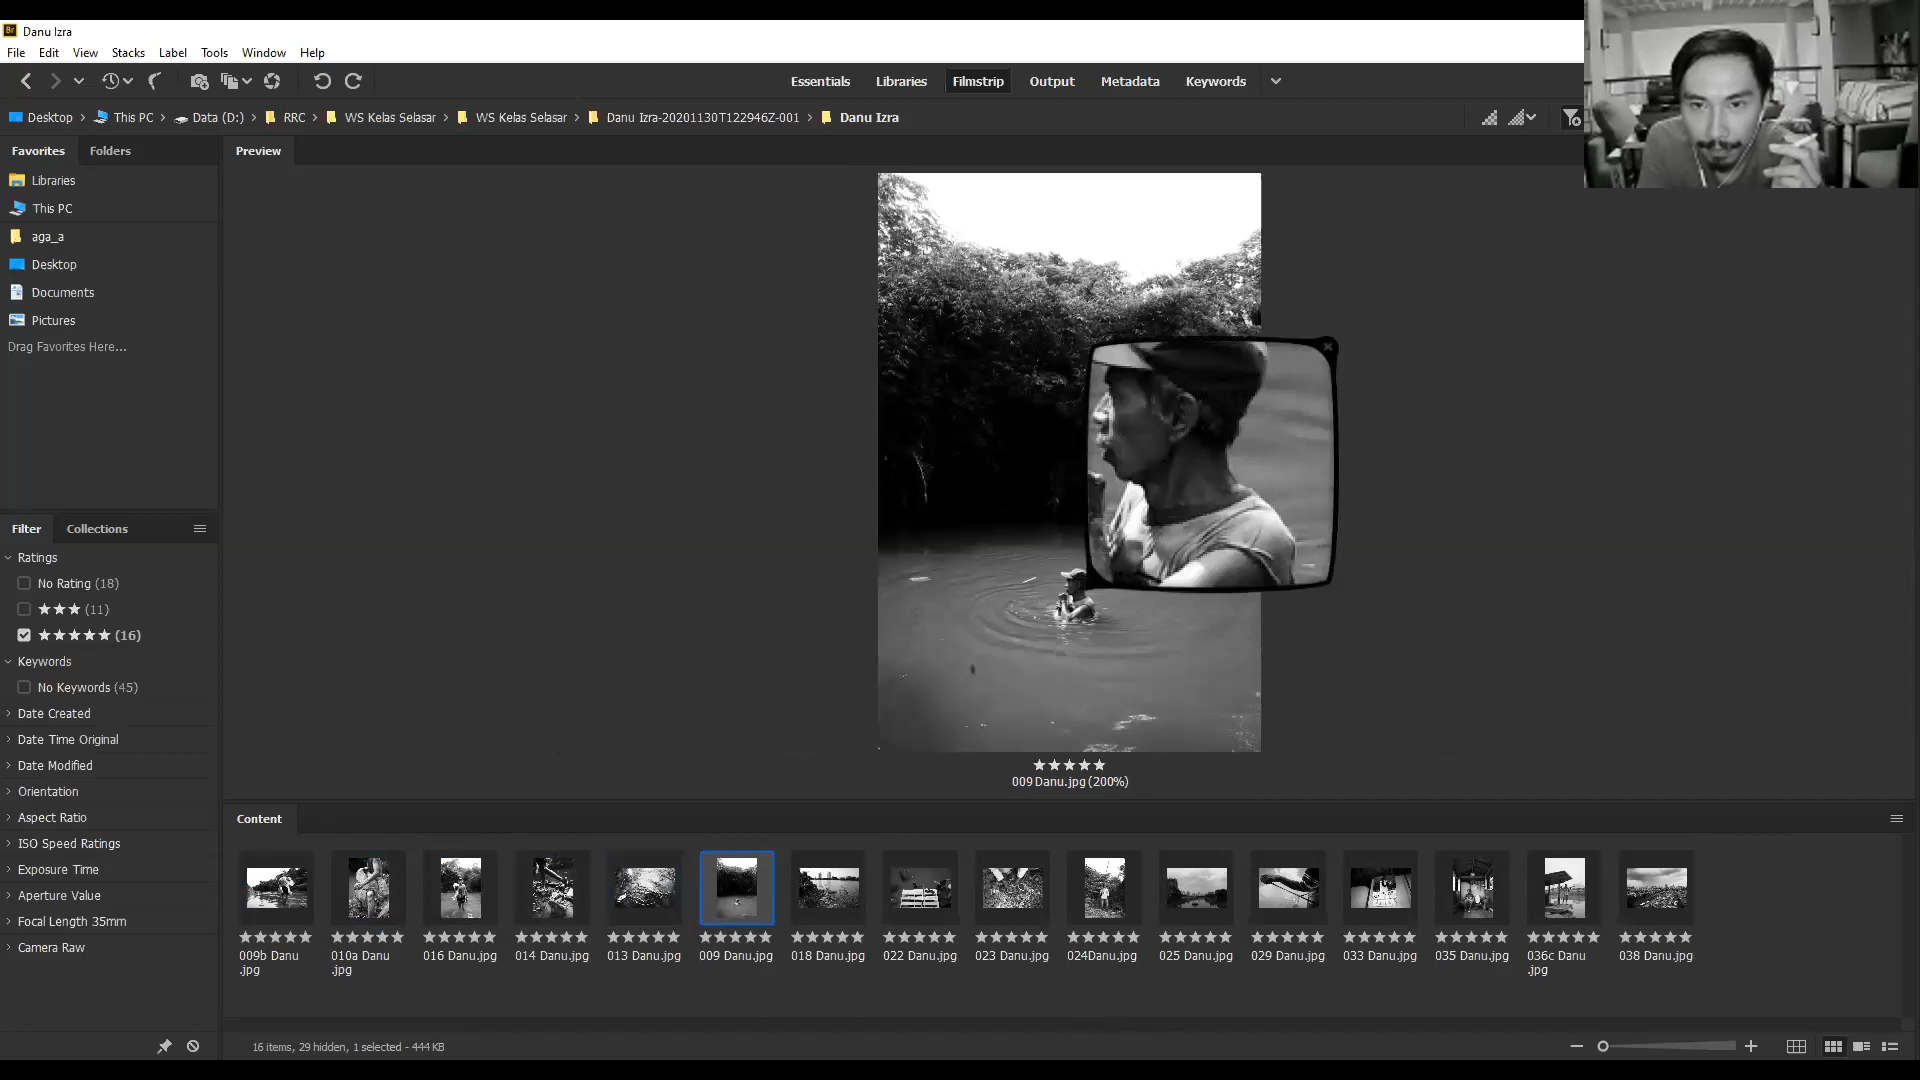 Br Danu Izra
File Edit View Stacks Label Tools Window Help
Essentials Libraries Filmstrip Output Metadata Keywords
Desktop This PC Data (D:) RRC WS Kelas Selasar WS Kelas Selasar Danu Izra-20201130T122946Z-001 Danu Izra
Favorites Folders
Preview
Libraries
This PC
aga_a
Desktop
Documents
Pictures
Drag Favorites Here...
Filter Collections
Ratings
No Rating (18)
★★★ (11)
★★★★★ (16)
Keywords
No Keywords (45)
Date Created
Date Time Original
Date Modified
Orientation
Aspect Ratio
ISO Speed Ratings
Exposure Time
Aperture Value
Focal Length 35mm
Camera Raw
★★★★★
009 Danu.jpg (200%)
Content
009b Danu
.jpg
010a Danu
.jpg
016 Danu.jpg
014 Danu.jpg
013 Danu.jpg
009 Danu.jpg
018 Danu.jpg
022 Danu.jpg
023 Danu.jpg
024Danu.jpg
025 Danu.jpg
029 Danu.jpg
033 Danu.jpg
035 Danu.jpg
036c Danu
.jpg
038 Danu.jpg
16 items, 29 hidden, 1 selected - 444 KB